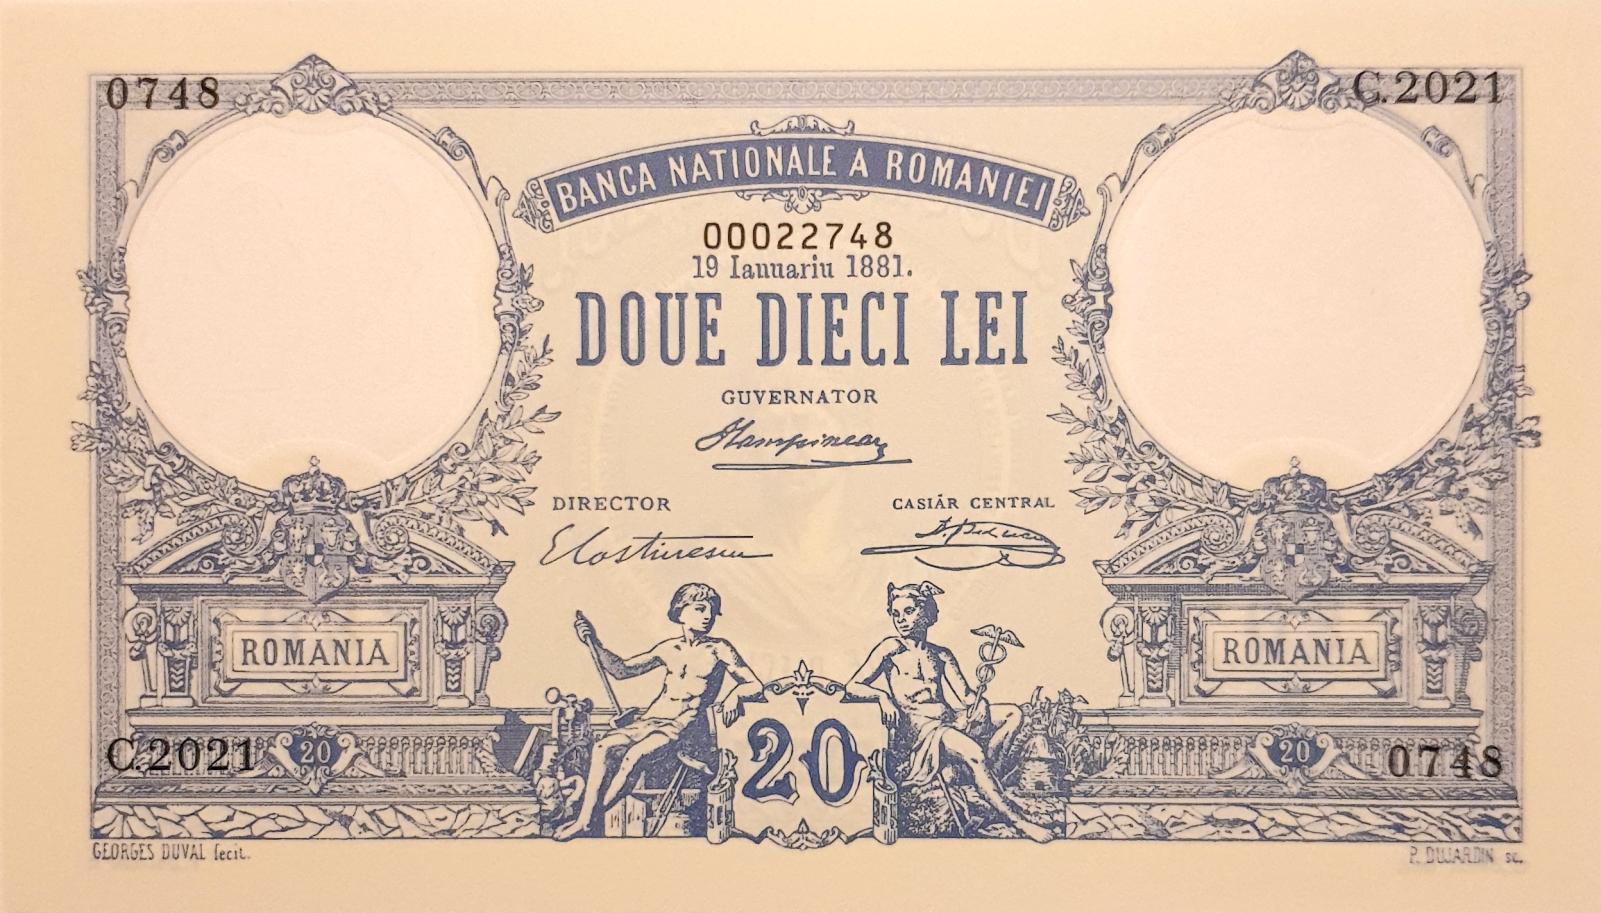 0748
C.2021
BANCA NATIONALE A ROMANIEI
00022748
19 Ianuariu 1881.
DOUE DIECI LEI
GUVERNATOR
DIRECTOR
CASIÁR CENTRAL
ECostinescu
ROMANIA
ROMANIA
20
C.2021
20
20
0748
GEORGES DUVAL fecit.
P. DUJARDIN sc.